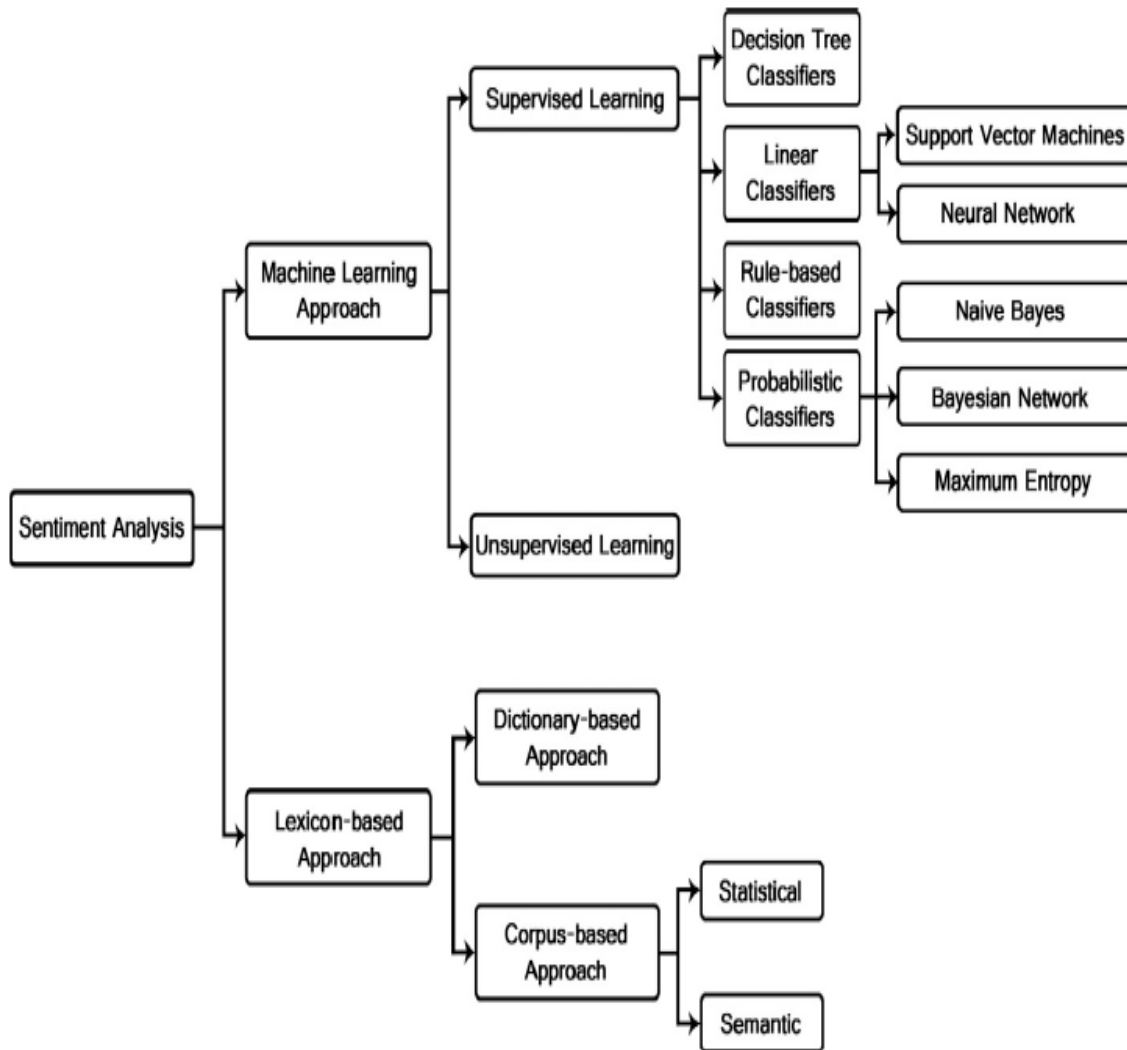 Decision Tree
Classifiers
Supervised Learning
Support Vector Machines
Linear
Classifiers
Neural Network
Machine Learning
Approach
Rule-based
Classifiers
Naive Bayes
Probabilistic
Classifiers
Bayesian Network
Maximum Entropy
Sentiment Analysis
Unsupervised Learning
Dictionary-based
Approach
Lexicon-based
Approach
Statistical
Corpus-based
Approach
Semantic